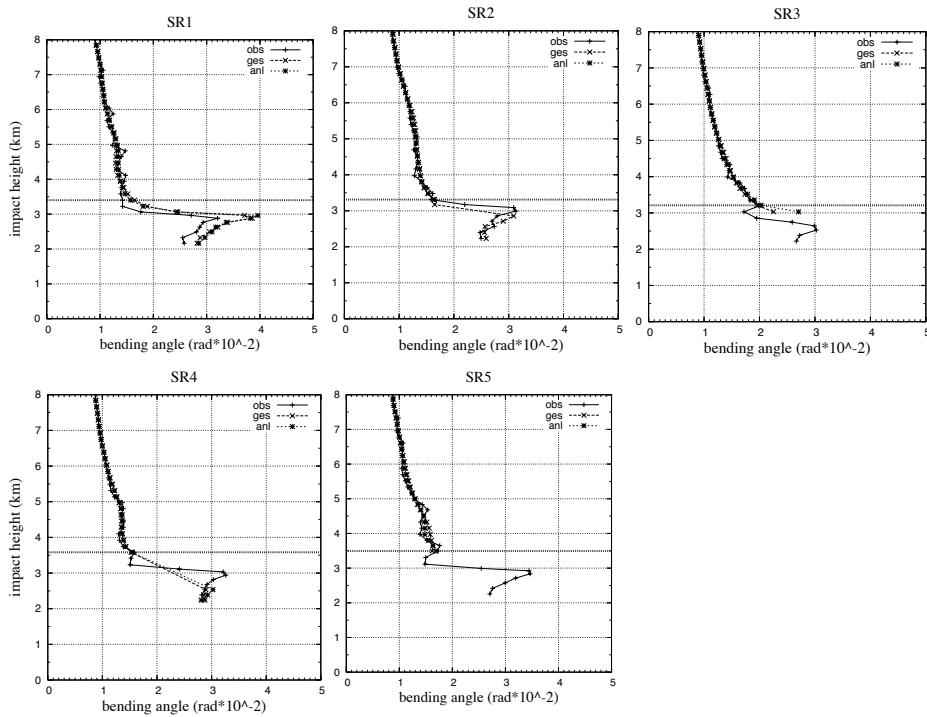 SR1
8
7
6
5
4
3
2
1
0
0 1 2 3 4 5
impact height (km)
bending angle (rad*10^-2)
obs
ges
anl
SR2
8
7
6
5
4
3
2
1
0
0 1 2 3 4 5
bending angle (rad*10^-2)
obs
ges
anl
SR3
8
7
6
5
4
3
2
1
0
0 1 2 3 4 5
bending angle (rad*10^-2)
obs
ges
anl
SR4
8
7
6
5
4
3
2
1
0
0 1 2 3 4 5
impact height (km)
bending angle (rad*10^-2)
obs
ges
anl
SR5
8
7
6
5
4
3
2
1
0
0 1 2 3 4 5
bending angle (rad*10^-2)
obs
ges
anl